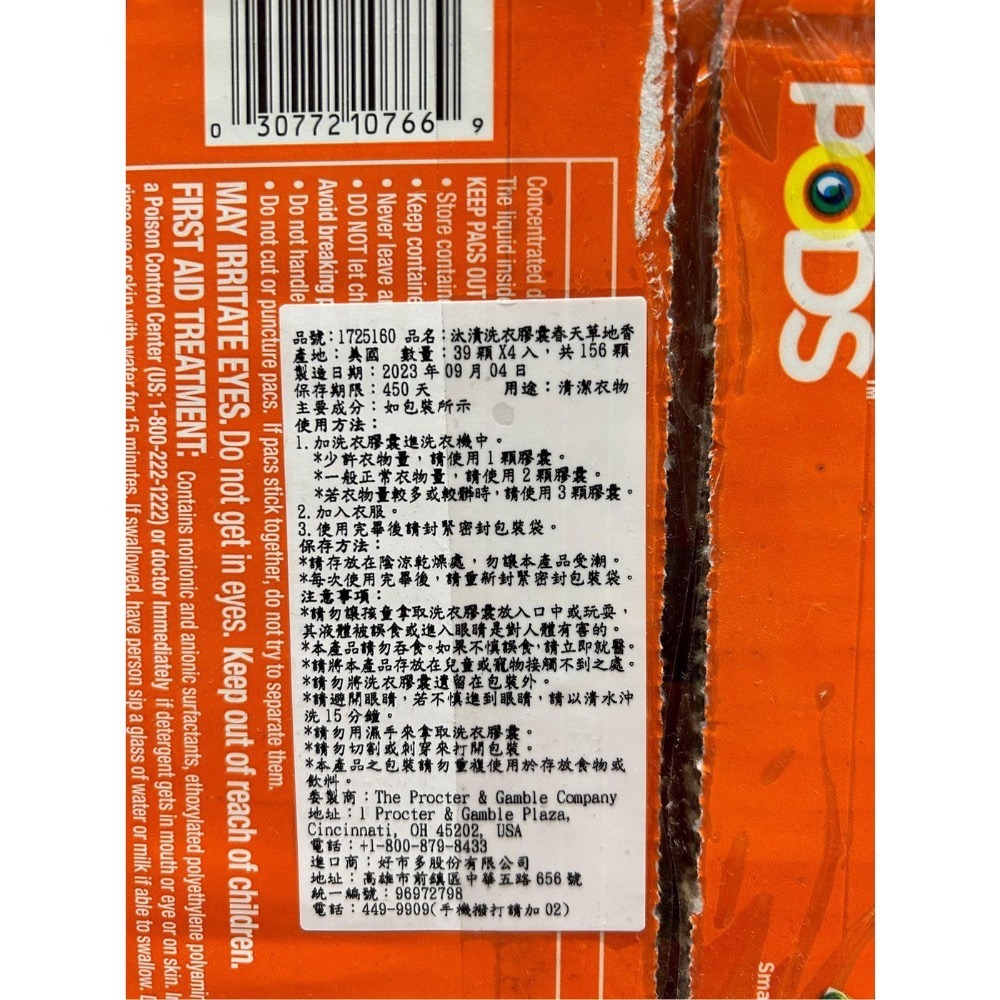 0 30772 10766 9
PODS
TM
Concentrated
The liquid insid
KEEP PACS OUT
• Store contain
• Keep containe
• Never leave a
• DO NOT let ch
Avoid breaking
• Do not handle
• Do not cut or puncture pacs. If pacs stick together, do not try to separate them.
MAY IRRITATE EYES. Do not get in eyes. Keep out of reach of children.
FIRST AID TREATMENT: Contains nonionic and anionic surfactants, ethoxylated polyethylene polyamin
a Poison Control Center (US: 1-800-222-1222) or doctor immediately if detergent gets in mouth or eye or on skin. I
rinse eye or skin with water for 15 minutes. If swallowed, have person sip a glass of water or milk if able to swallow.
品號：1725160 品名：汰漬洗衣膠囊春天草地香
產地：美國 數量：39 顆 X4 入，共 156 顆
製造日期：2023 年 09 月 04 日
保存期限：450 天 用途：清潔衣物
主要成分：如包裝所示
使用方法：
1. 加洗衣膠囊進洗衣機中。
*少許衣物量，請使用 1 顆膠囊。
*一般正常衣物量，請使用 2 顆膠囊。
*若衣物量較多或較髒時，請使用 3 顆膠囊。
2. 加入衣服。
3. 使用完畢後請封緊密封包裝袋。
保存方法：
*請存放在陰涼乾燥處，勿讓本產品受潮。
*每次使用完畢後，請重新封緊密封包裝袋。
注意事項：
*請勿讓孩童拿取洗衣膠囊放入口中或玩耍，
其液體被誤食或進入眼睛是對人體有害的。
*本產品請勿吞食。如果不慎誤食，請立即就醫。
*請將本產品存放在兒童或寵物接觸不到之處。
*請勿將洗衣膠囊遺留在包裝外。
*請避開眼睛，若不慎進到眼睛，請以清水沖
洗 15 分鐘。
*請勿用濕手來拿取洗衣膠囊。
*請勿切割或刺穿來打開包裝。
*本產品之包裝請勿重複使用於存放食物或
飲料。
委製商：The Procter & Gamble Company
地址：1 Procter & Gamble Plaza,
Cincinnati, OH 45202, USA
電話：+1-800-879-8433
進口商：好市多股份有限公司
地址：高雄市前鎮區中華五路 656 號
統一編號：96972798
電話：449-9909(手機撥打請加 02)
Sma